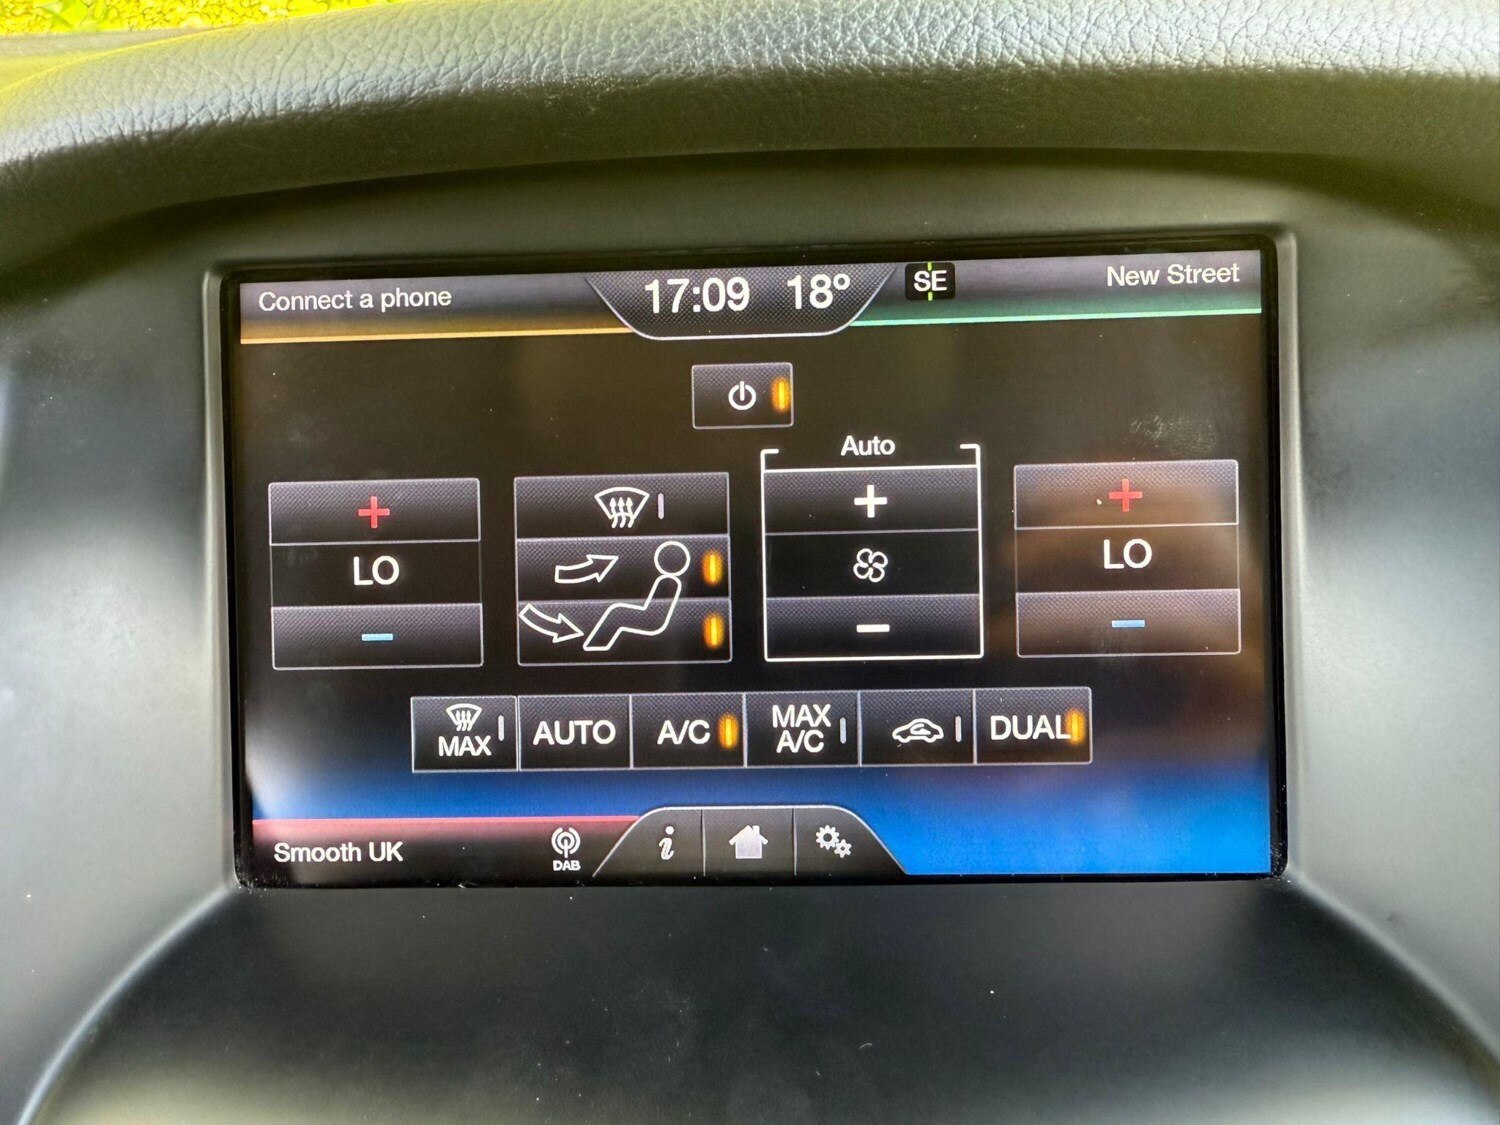 Connect a phone
17:09 18°
SE
New Street
Auto
LO
LO
MAX
AUTO
A/C
MAX
A/C
DUAL
Smooth UK
DAB
i